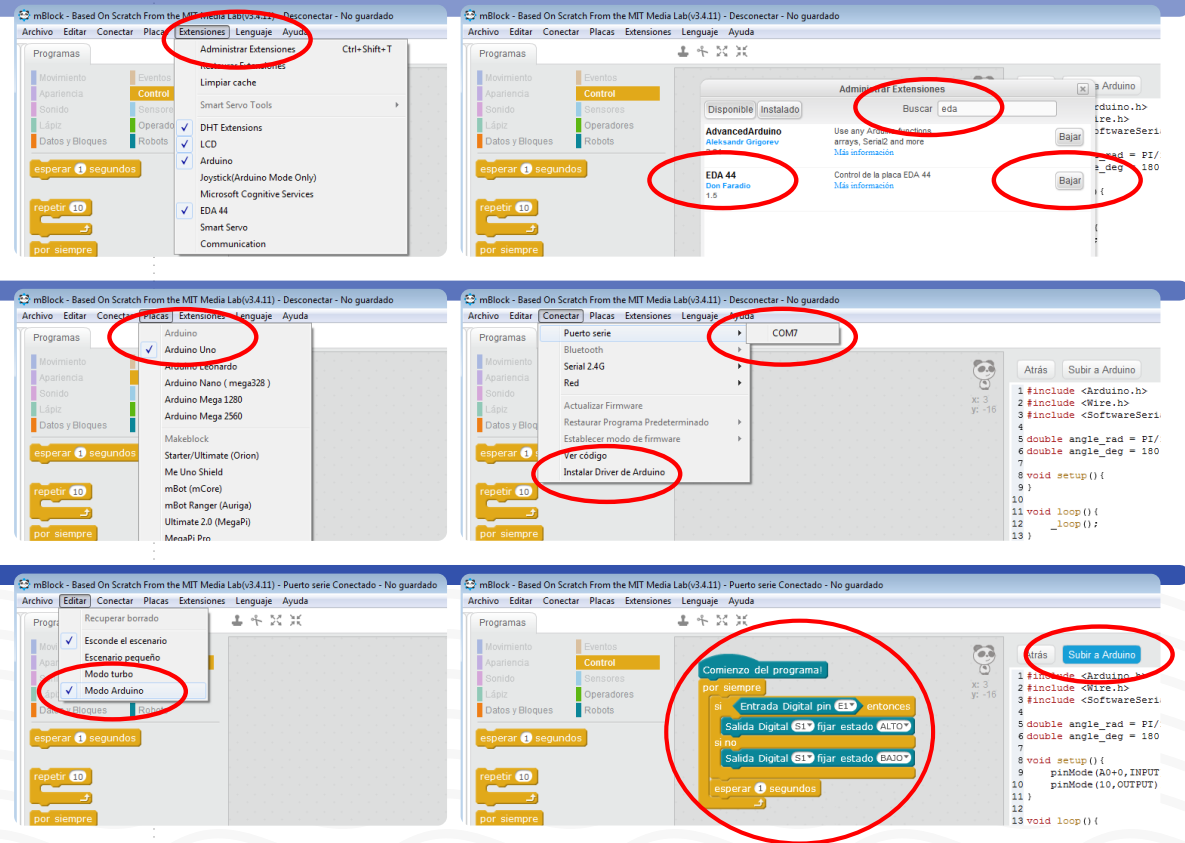 mBlock - Based On Scratch From the MIT Media Lab(v3.4.11) - Desconectar - No guardado
Archivo Editar Conectar Placas Extensiones Lenguaje Ayuda
Programas
Administrar Extensiones Ctrl+Shift+T
Restaurar Extensiones
Limpiar cache
Smart Servo Tools
DHT Extensions
LCD
Arduino
Joystick(Arduino Mode Only)
Microsoft Cognitive Services
EDA 44
Smart Servo
Communication
Movimiento Eventos
Apariencia Control
Sonido Sensores
Lápiz Operado
Datos y Bloques Robots
esperar 1 segundos
repetir 10
por siempre
mBlock - Based On Scratch From the MIT Media Lab(v3.4.11) - Desconectar - No guardado
Archivo Editar Conectar Placas Extensiones Lenguaje Ayuda
Programas
Movimiento Eventos
Apariencia Control
Sonido Sensores
Lápiz Operadores
Datos y Bloques Robots
esperar 1 segundos
repetir 10
por siempre
Administrar Extensiones
Disponible Instalado Buscar eda
AdvancedArduino Use any Arduino functions,
Aleksandr Grigorev arrays, Serial2 and more Bajar
Más información
EDA 44 Control de la placa EDA 44
Don Faradio Más información Bajar
1.5
mBlock - Based On Scratch From the MIT Media Lab(v3.4.11) - Desconectar - No guardado
Archivo Editar Conectar Placas Extensiones Lenguaje Ayuda
Programas
Arduino
Arduino Uno
Arduino Leonardo
Arduino Nano ( mega328 )
Arduino Mega 1280
Arduino Mega 2560
Makeblock
Starter/Ultimate (Orion)
Me Uno Shield
mBot (mCore)
mBot Ranger (Auriga)
Ultimate 2.0 (MegaPi)
MegaPi Pro
Movimiento
Apariencia
Sonido
Lápiz
Datos y Bloques
esperar 1 segundos
repetir 10
por siempre
mBlock - Based On Scratch From the MIT Media Lab(v3.4.11) - Desconectar - No guardado
Archivo Editar Conectar Placas Extensiones Lenguaje Ayuda
Programas
Puerto serie COM7
Bluetooth
Serial 2.4G
Red
Actualizar Firmware
Restaurar Programa Predeterminado
Establecer modo de firmware
Ver código
Instalar Driver de Arduino
Movimiento
Apariencia
Sonido
Lápiz
Datos y Bloq
esperar 1
repetir 10
por siempre
x: 3
y: -16
Atrás Subir a Arduino
1 #include <Arduino.h>
2 #include <Wire.h>
3 #include <SoftwareSeri
4
5 double angle_rad = PI/
6 double angle_deg = 180
7
8 void setup(){
9 }
10
11 void loop(){
12 _loop();
13 }
mBlock - Based On Scratch From the MIT Media Lab(v3.4.11) - Puerto serie Conectado - No guardado
Archivo Editar Conectar Placas Extensiones Lenguaje Ayuda
Progra
Recuperar borrado
Esconde el escenario
Escenario pequeño
Modo turbo
Modo Arduino
Datos y Bloques Robots
esperar 1 segundos
repetir 10
por siempre
mBlock - Based On Scratch From the MIT Media Lab(v3.4.11) - Puerto serie Conectado - No guardado
Archivo Editar Conectar Placas Extensiones Lenguaje Ayuda
Programas
Movimiento Eventos
Apariencia Control
Sonido Sensores
Lápiz Operadores
Datos y Bloques Robots
esperar 1 segundos
repetir 10
por siempre
Comienzo del programa!
por siempre
si Entrada Digital pin E1 entonces
Salida Digital S1 fijar estado ALTO
si no
Salida Digital S1 fijar estado BAJO
esperar 1 segundos
x: 3
y: -16
Atrás Subir a Arduino
1 #include <Arduino.h>
2 #include <Wire.h>
3 #include <SoftwareSeri
4
5 double angle_rad = PI/
6 double angle_deg = 180
7
8 void setup(){
9 pinMode(A0+0,INPUT
10 pinMode(10,OUTPUT)
11 }
12
13 void loop(){